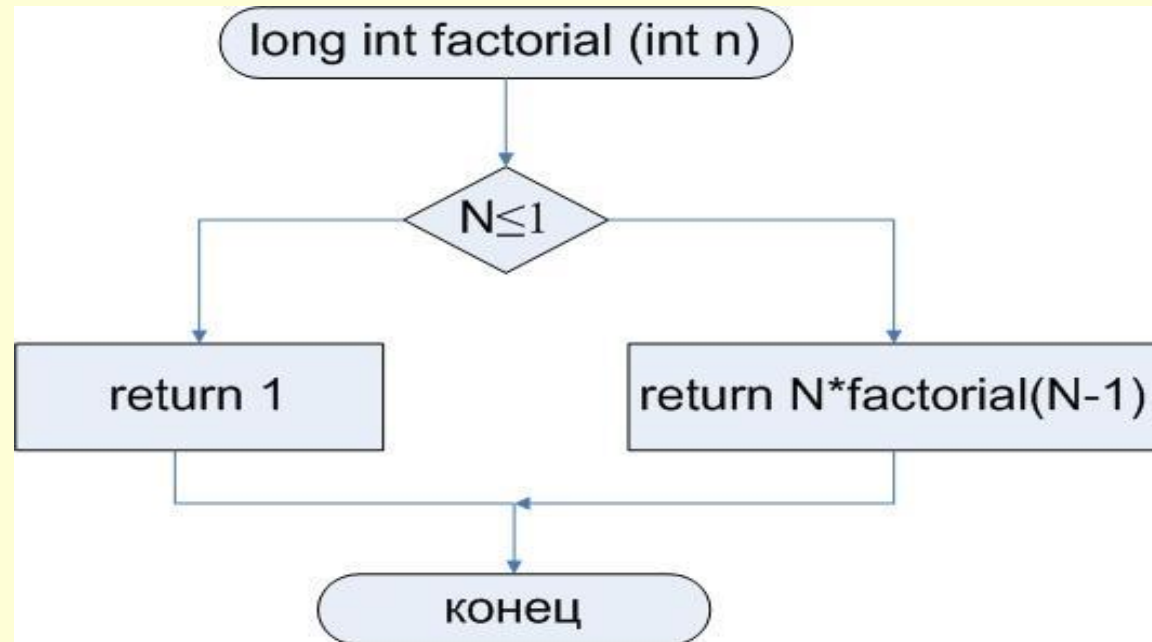 long int factorial (int n)
N≤1
return 1
return N*factorial(N-1)
конец